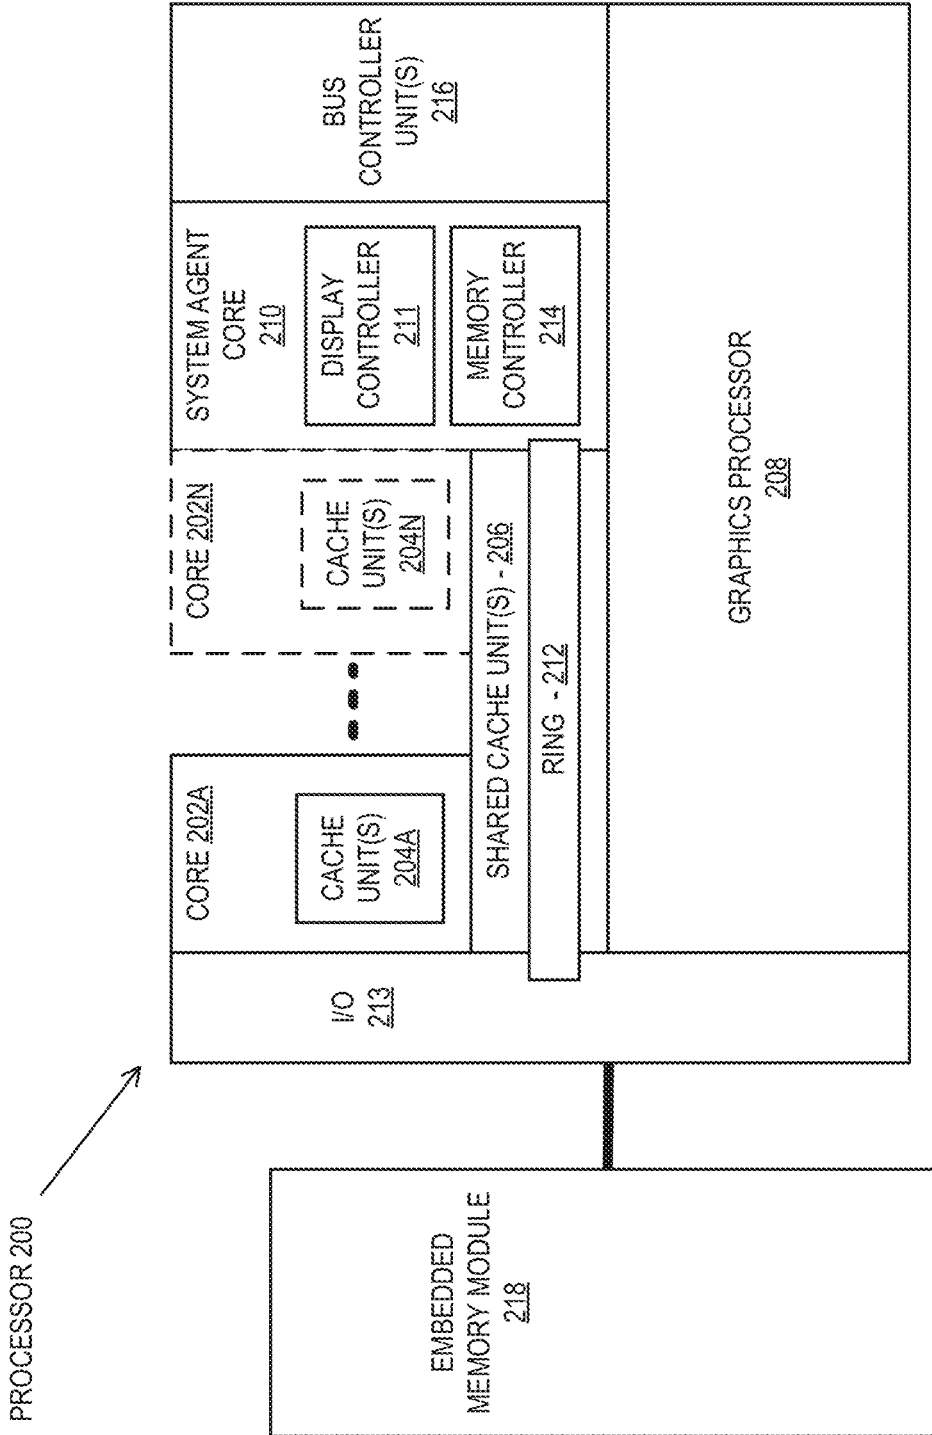 PROCESSOR 200
CORE 202A
CACHE
UNIT(S)
204A
CORE 202N
CACHE
UNIT(S)
204N
SYSTEM AGENT
CORE
210
DISPLAY
CONTROLLER
211
MEMORY
CONTROLLER
214
BUS
CONTROLLER
UNIT(S)
216
I/O
213
SHARED CACHE UNIT(S) - 206
RING - 212
EMBEDDED
MEMORY MODULE
218
GRAPHICS PROCESSOR
208